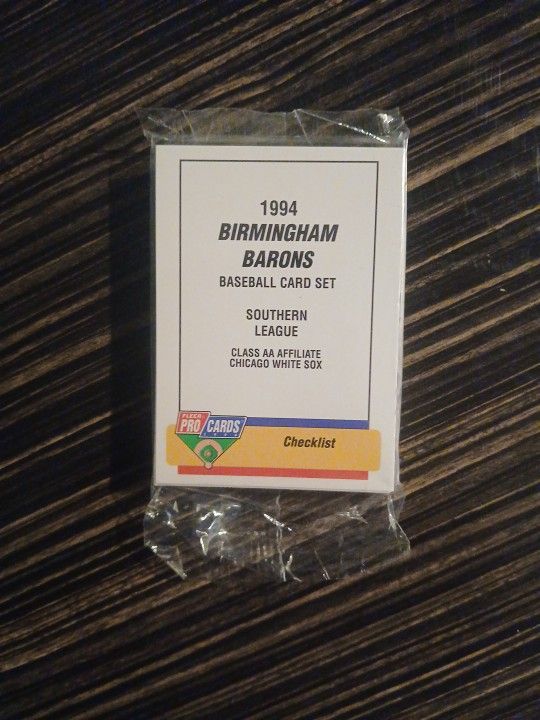 1994
BIRMINGHAM
BARONS
BASEBALL CARD SET
SOUTHERN
LEAGUE
CLASS AA AFFILIATE
CHICAGO WHITE SOX
FLEER
PRO CARDS
Checklist